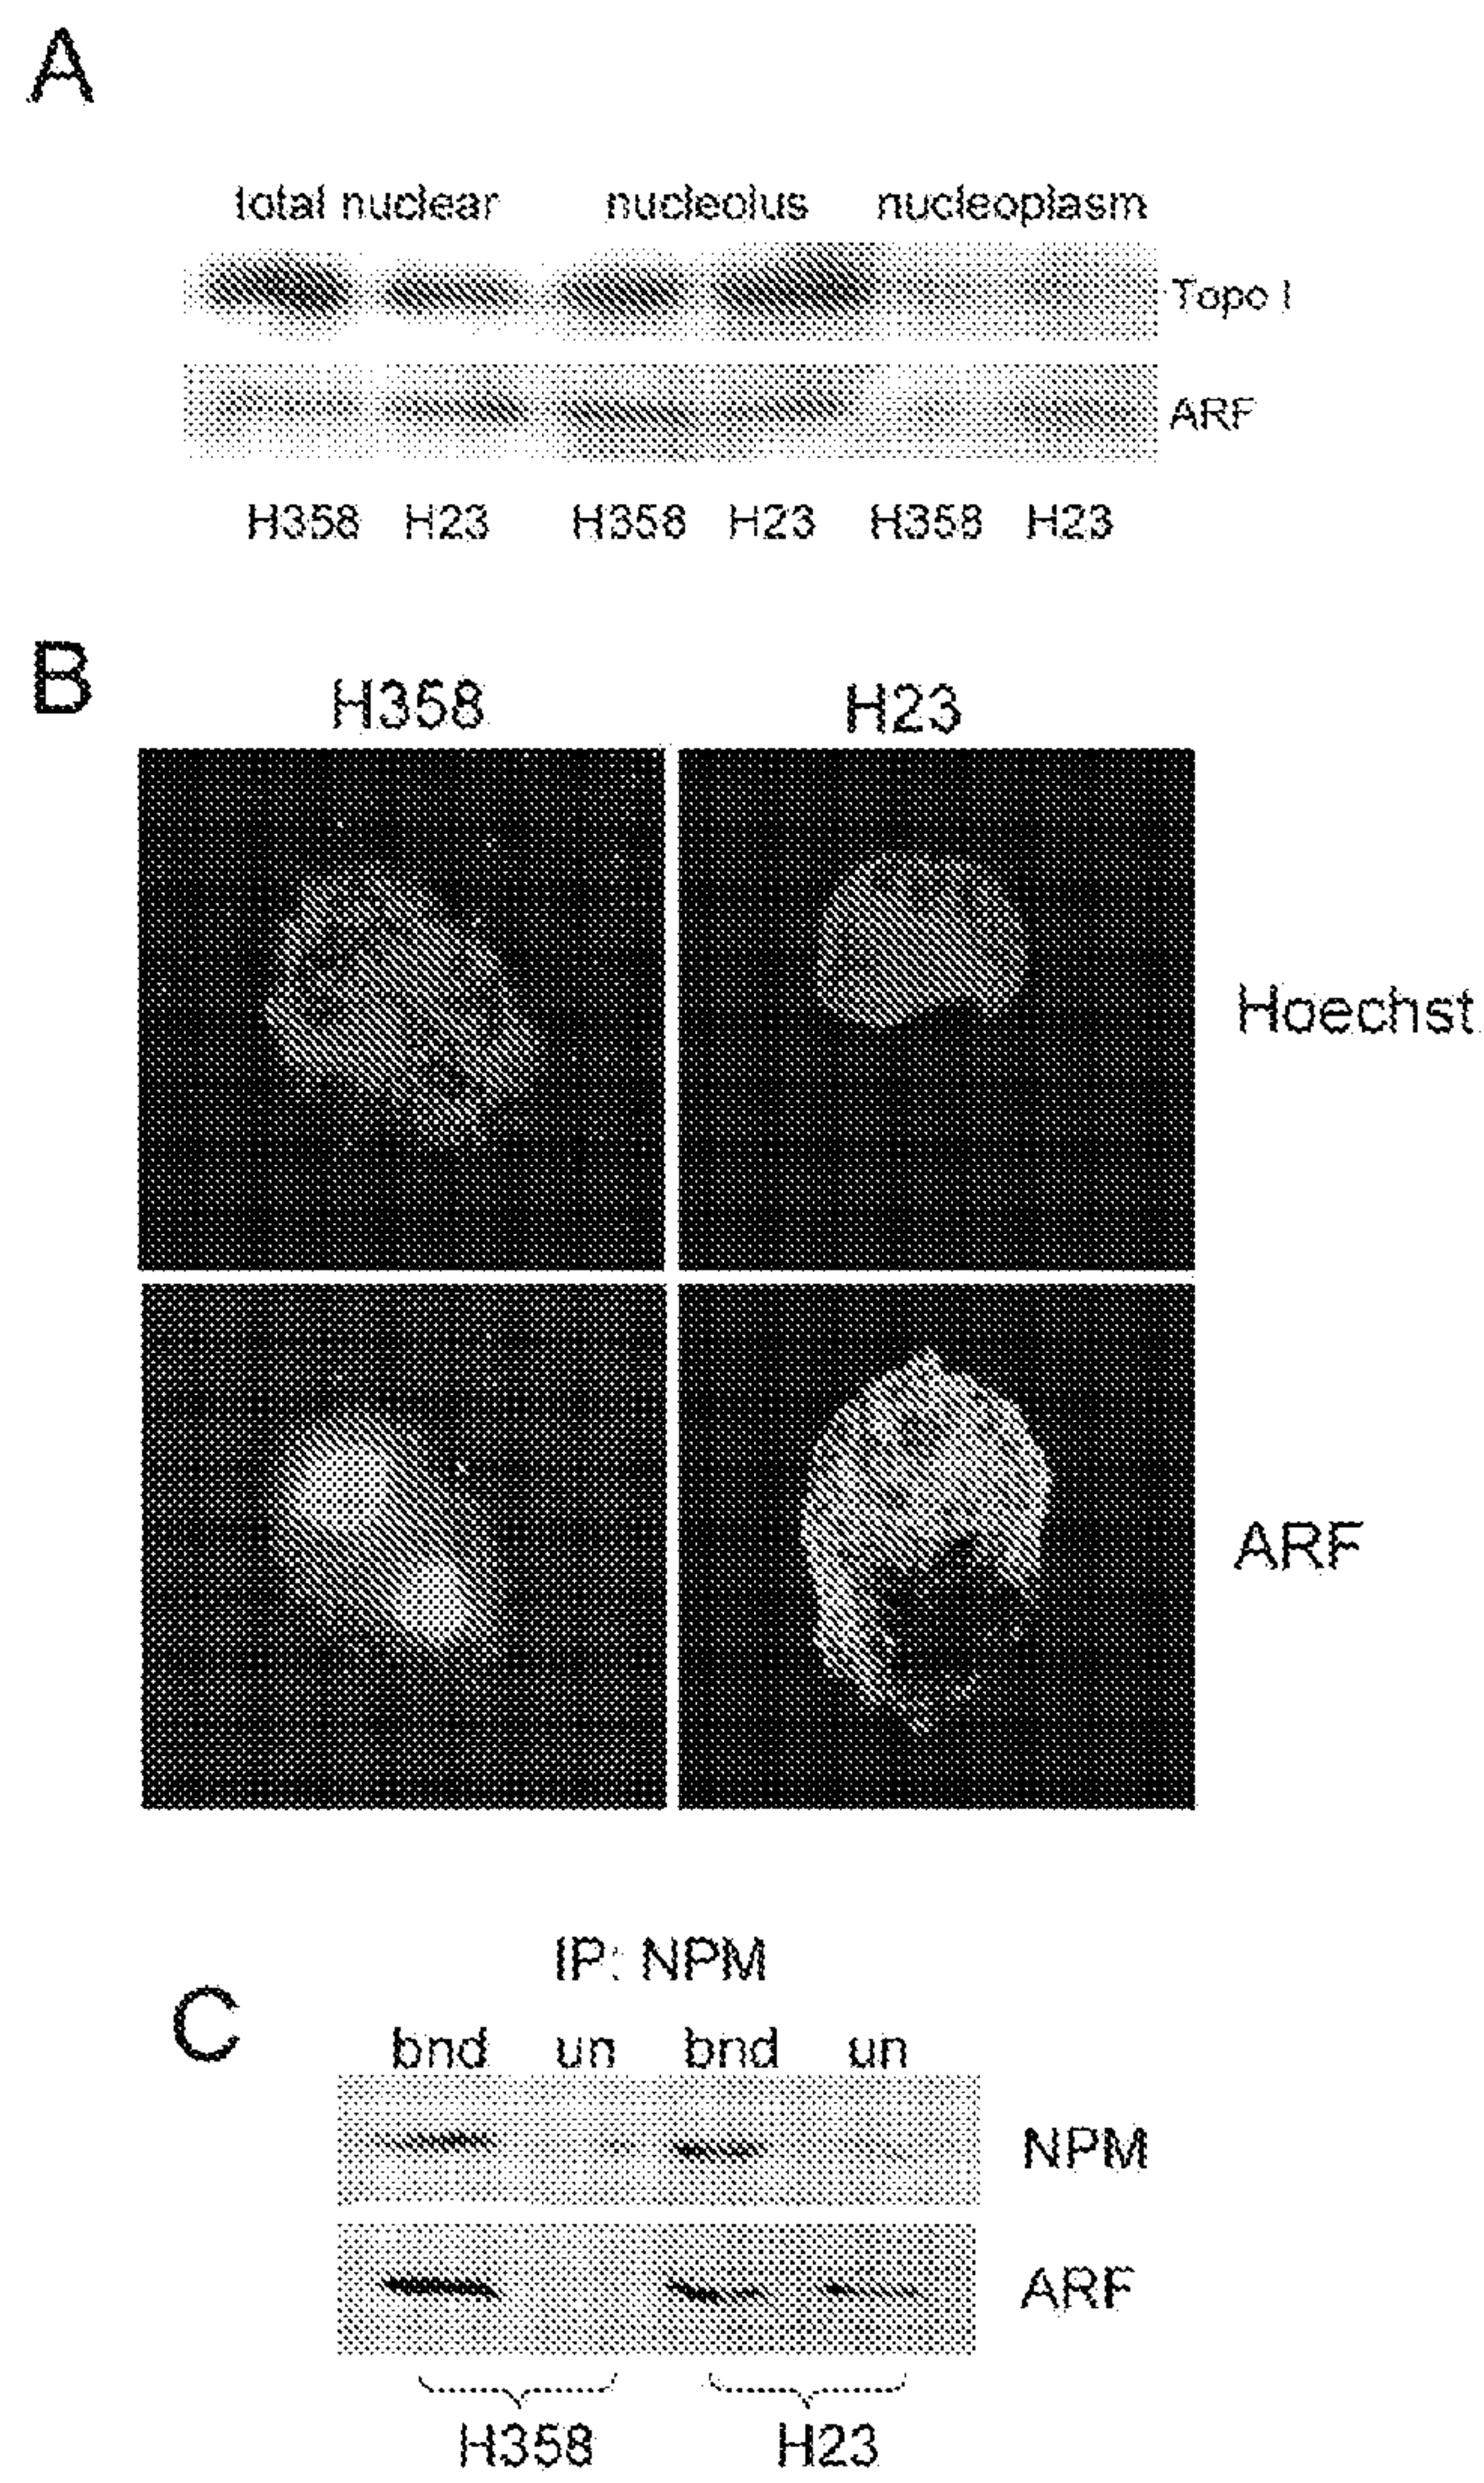 A
total nuclear nucleolus nucleoplasm
Topo I
ARF
H358 H23 H358 H23 H358 H23
B
H358 H23
Hoechst
ARF
IP: NPM
C
bnd un bnd un
NPM
ARF
H358 H23